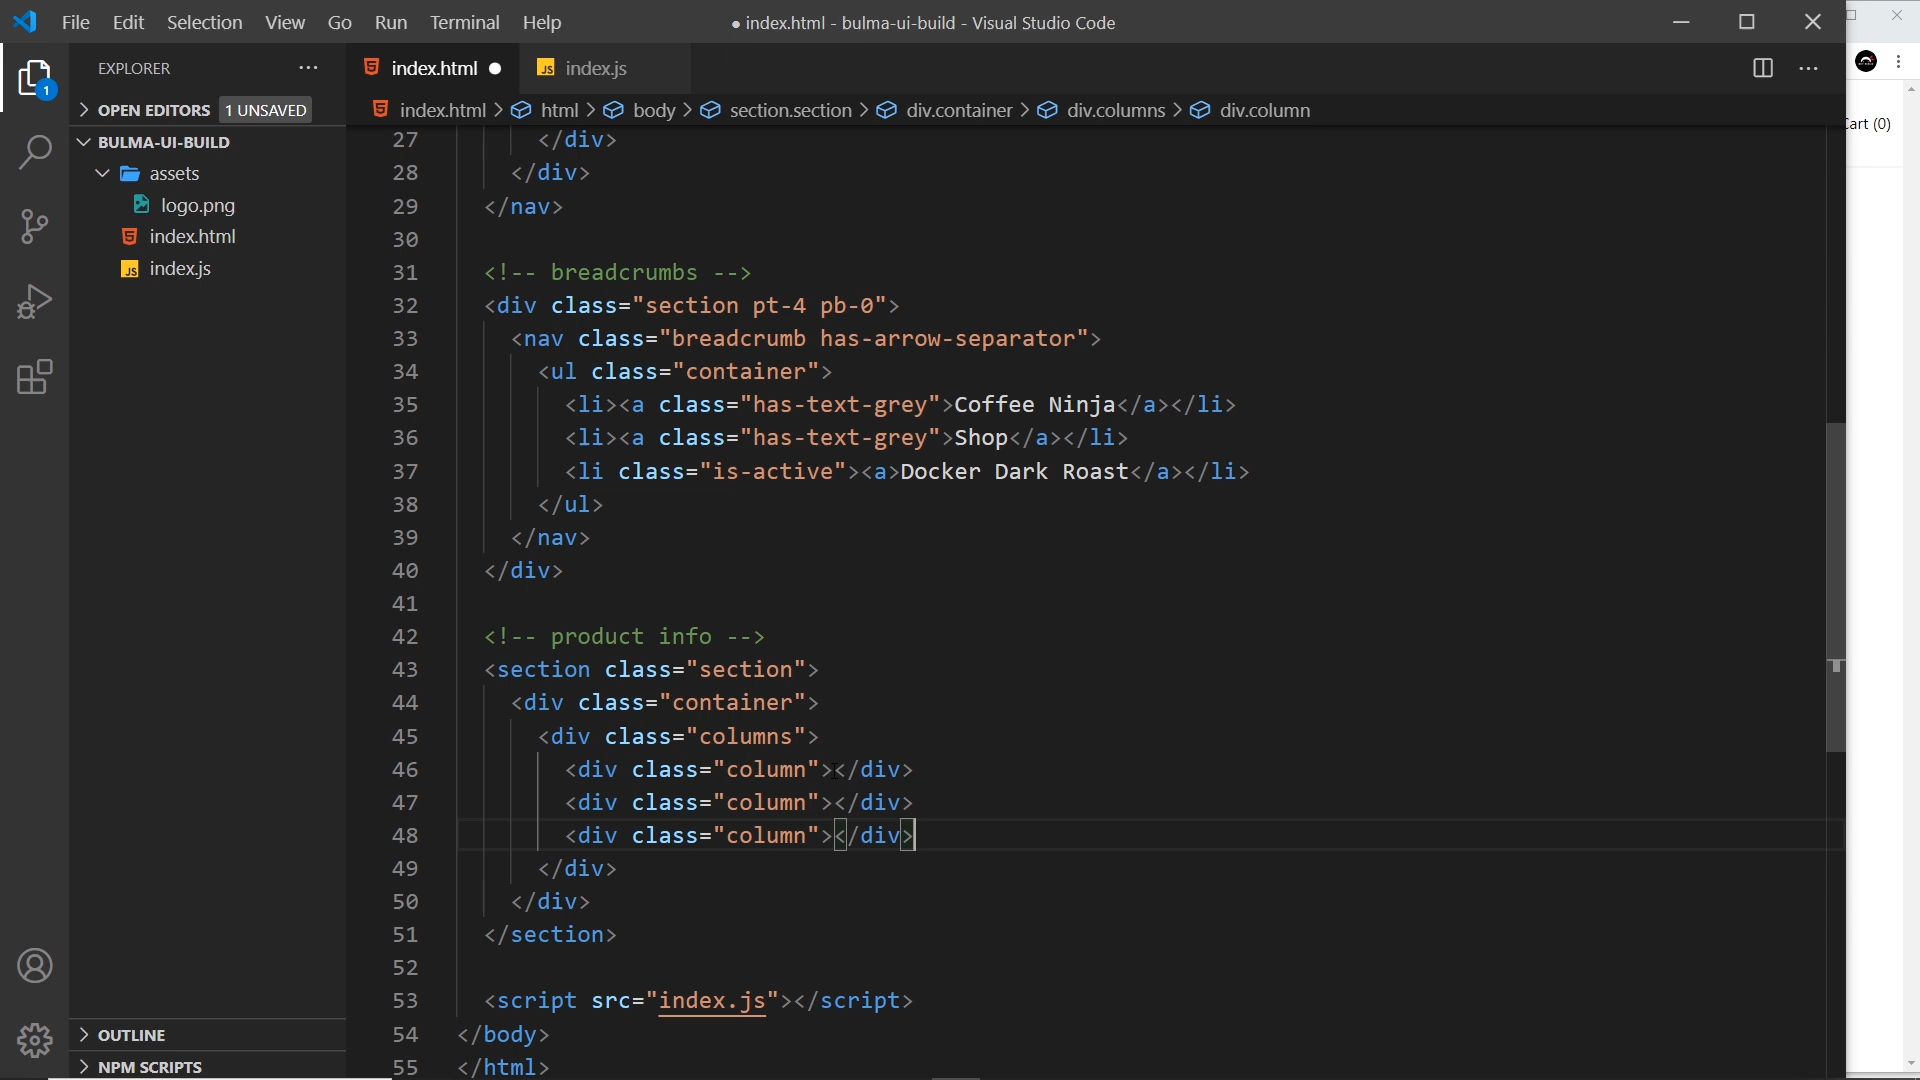 File Edit Selection View Go Run Terminal Help
● index.html - bulma-ui-build - Visual Studio Code
EXPLORER ···
index.html ●
JS index.js
> OPEN EDITORS 1 UNSAVED
index.html > html > body > section.section > div.container > div.columns > div.column
1
BULMA-UI-BUILD
assets
logo.png
index.html
JS index.js
OUTLINE
NPM SCRIPTS
27 </div>
28 </div>
29 </nav>
30
31 <!-- breadcrumbs -->
32 <div class="section pt-4 pb-0">
33 <nav class="breadcrumb has-arrow-separator">
34 <ul class="container">
35 <li><a class="has-text-grey">Coffee Ninja</a></li>
36 <li><a class="has-text-grey">Shop</a></li>
37 <li class="is-active"><a>Docker Dark Roast</a></li>
38 </ul>
39 </nav>
40 </div>
41
42 <!-- product info -->
43 <section class="section">
44 <div class="container">
45 <div class="columns">
46 <div class="column"></div>
47 <div class="column"></div>
48 <div class="column"></div>
49 </div>
50 </div>
51 </section>
52
53 <script src="index.js"></script>
54 </body>
55 </html>
Cart (0)